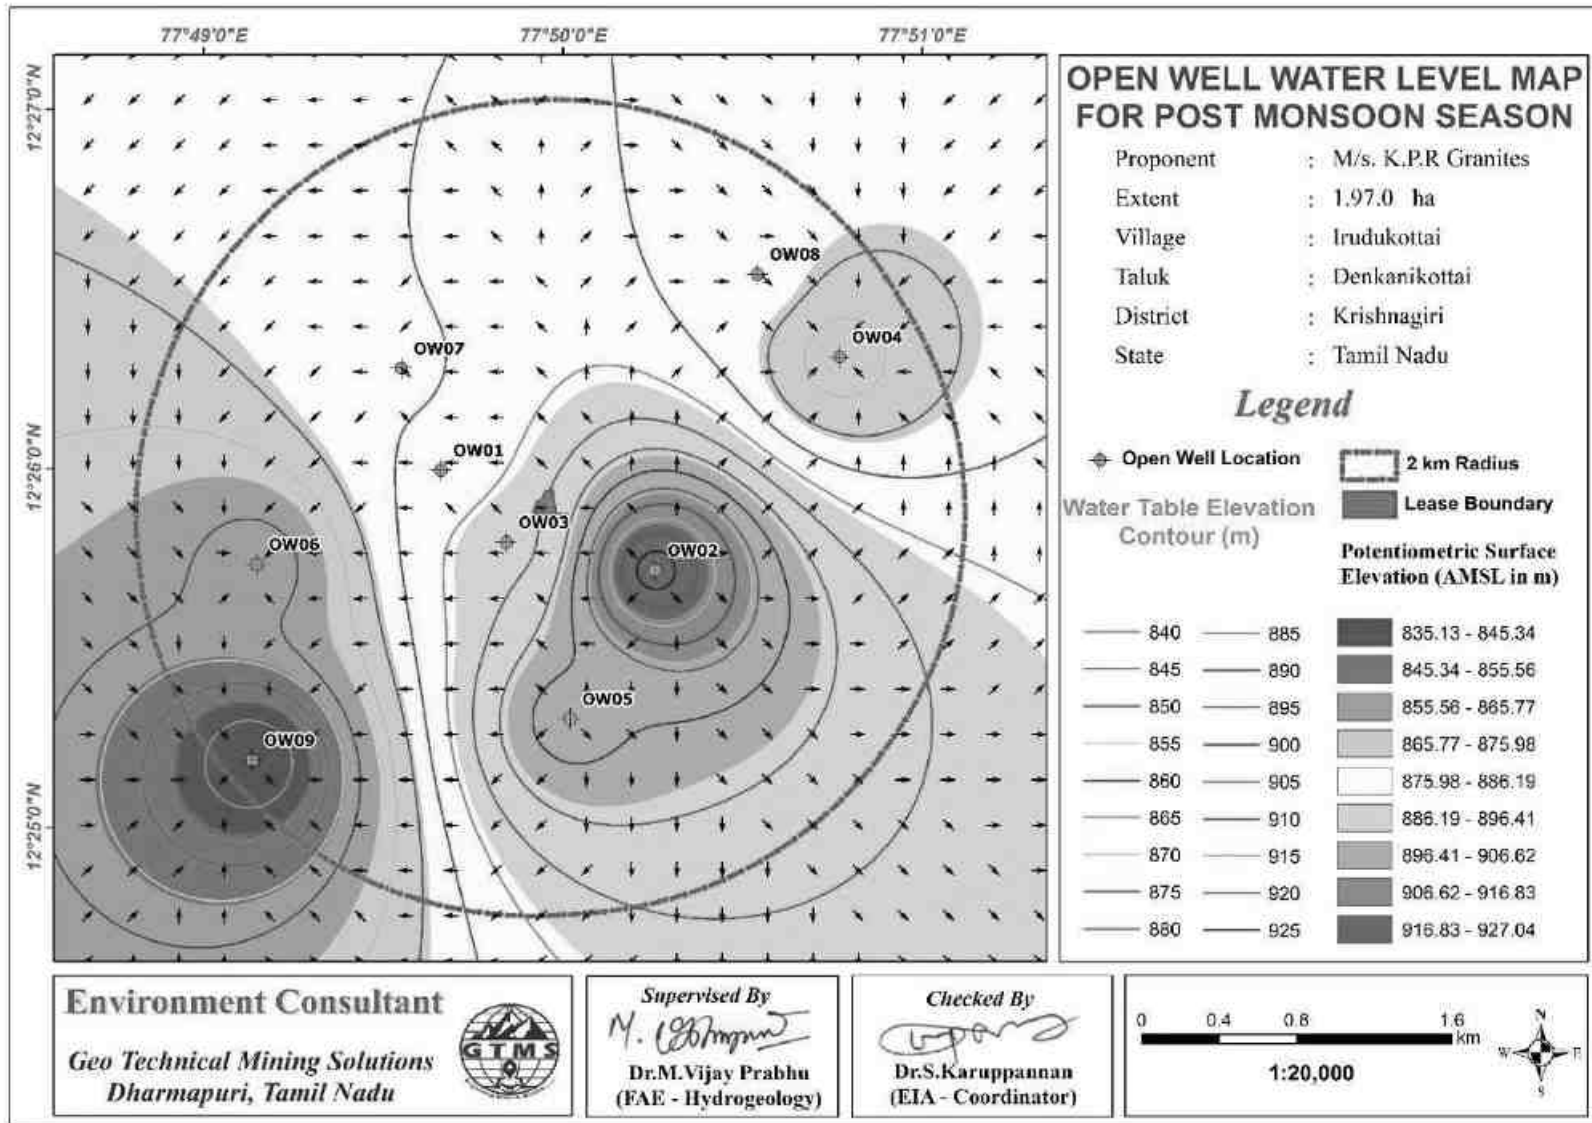 77°49'0"E
77°50'0"E
77°51'0"E
12°27'0"N
12°26'0"N
12°25'0"N
OW08
OW04
OW07
OW01
OW03
OW02
OW06
OW05
OW09
OPEN WELL WATER LEVEL MAP
FOR POST MONSOON SEASON
Proponent : M/s. K.P.R Granites
Extent : 1.97.0 ha
Village : Irudukottai
Taluk : Denkanikottai
District : Krishnagiri
State : Tamil Nadu
Legend
Open Well Location
2 km Radius
Lease Boundary
Water Table Elevation
Contour (m)
Potentiometric Surface
Elevation (AMSL in m)
840 885 835.13 - 845.34
845 890 845.34 - 855.56
850 895 855.56 - 865.77
855 900 865.77 - 875.98
860 905 875.98 - 886.19
865 910 886.19 - 896.41
870 915 896.41 - 906.62
875 920 906.62 - 916.83
880 925 916.83 - 927.04
Environment Consultant
Geo Technical Mining Solutions
Dharmapuri, Tamil Nadu
GTMS
Supervised By
Dr.M.Vijay Prabhu
(FAE - Hydrogeology)
Checked By
Dr.S.Karuppannan
(EIA - Coordinator)
0 0.4 0.8 1.6
km
1:20,000
N
W E
S